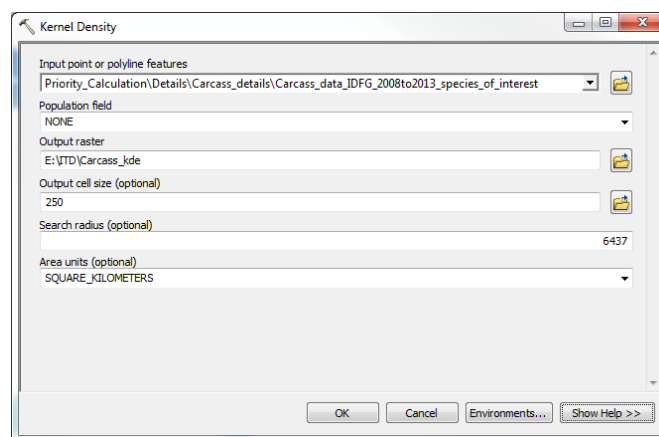 Kernel Density
Input point or polyline features
Priority_Calculation\Details\Carcass_details\Carcass_data_IDFG_2008to2013_species_of_interest
Population field
NONE
Output raster
E:\ITD\Carcass_kde
Output cell size (optional)
250
Search radius (optional)
6437
Area units (optional)
SQUARE_KILOMETERS
OK Cancel Environments... Show Help >>